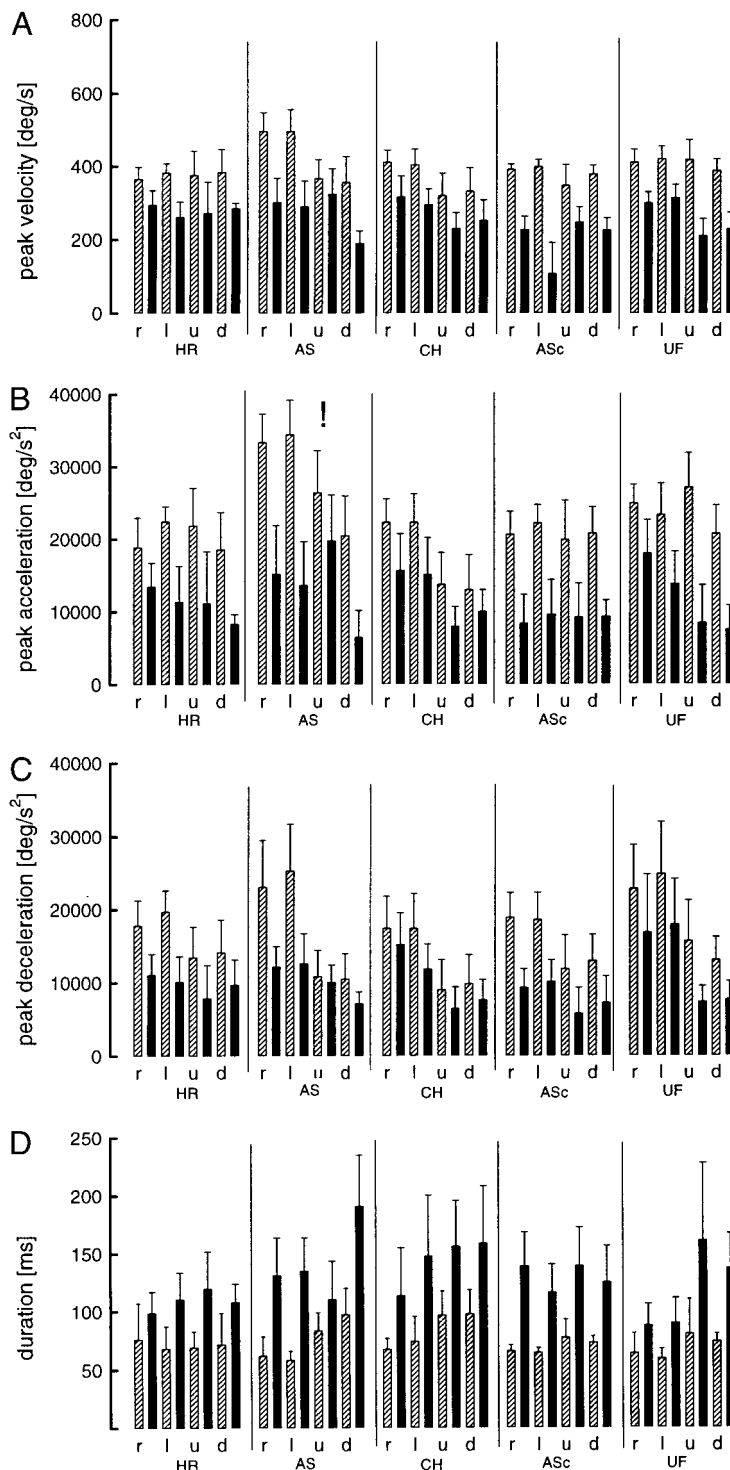 A
peak velocity [deg/s]
800
600
400
200
0
r l u d r l u d r l u d r l u d r l u d
HR AS CH ASc UF
B
peak acceleration [deg/s²]
40000
30000
20000
10000
0
!
r l u d r l u d r l u d r l u d r l u d
HR AS CH ASc UF
C
peak deceleration [deg/s²]
40000
30000
20000
10000
0
r l u d r l u d r l u d r l u d r l u d
HR AS CH ASc UF
D
duration [ms]
250
200
150
100
50
r l u d r l u d r l u d r l u d r l u d
HR AS CH ASc UF